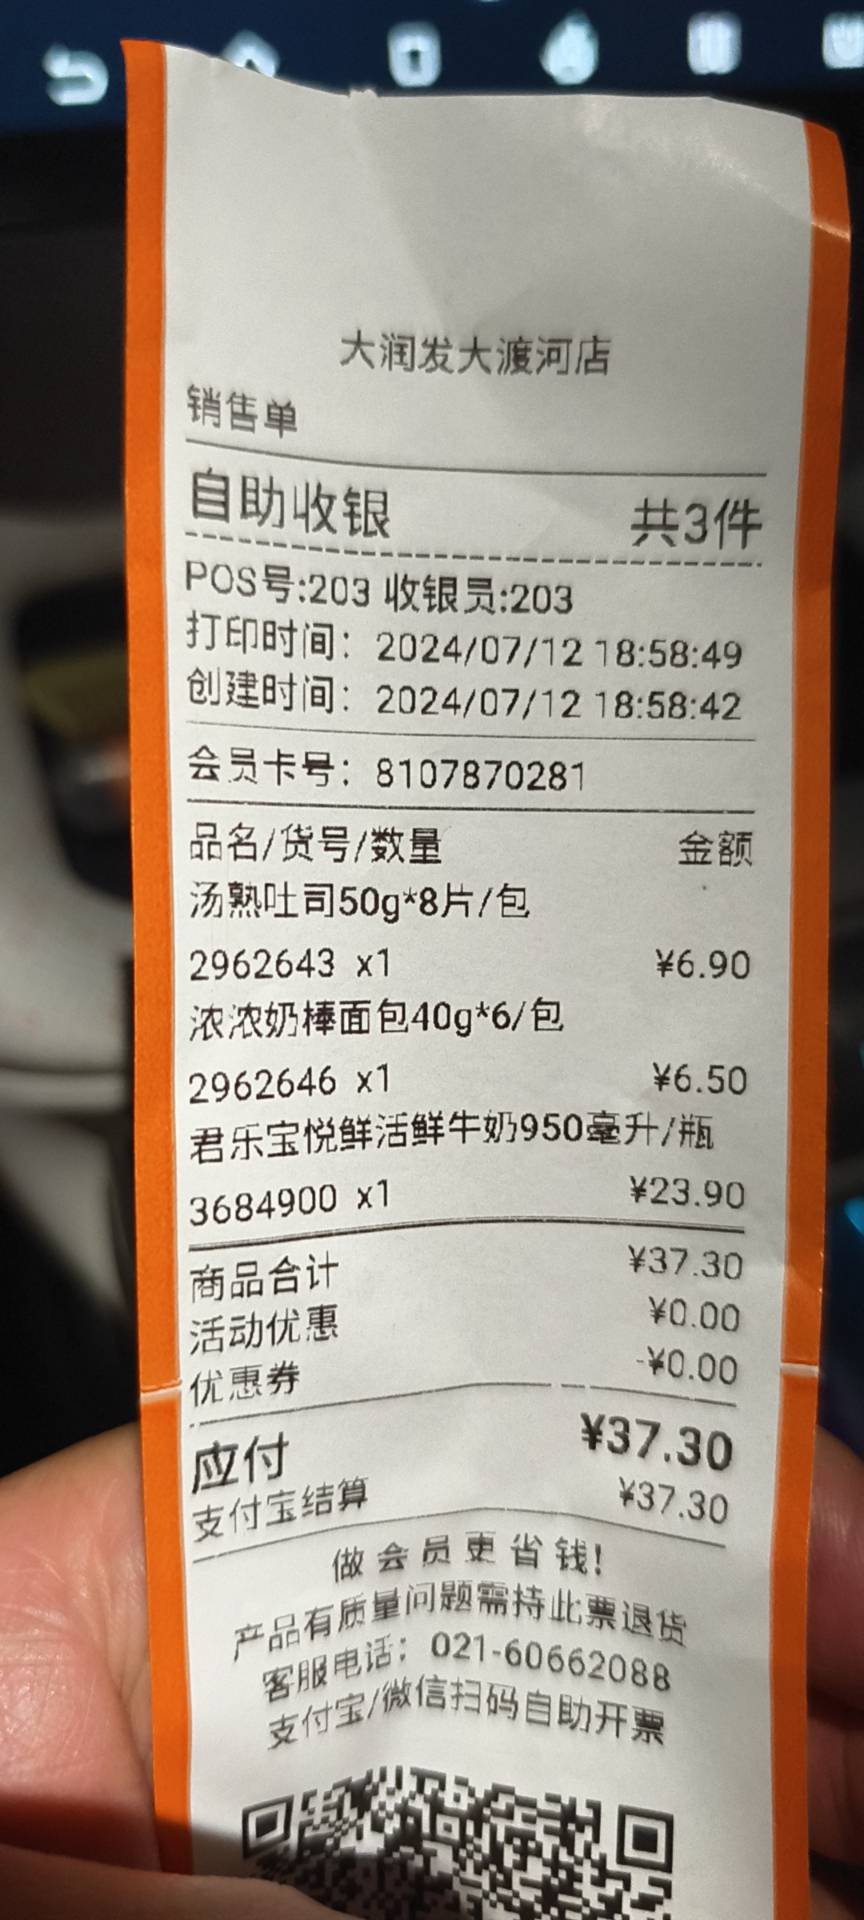 大润发大渡河店
销售单
自助收银 共3件
POS号:203 收银员:203
打印时间：2024/07/12 18:58:49
创建时间：2024/07/12 18:58:42
会员卡号：8107870281
品名/货号/数量 金额
汤熟吐司50g*8片/包
2962643 x1 ¥6.90
浓浓奶棒面包40g*6/包
2962646 x1 ¥6.50
君乐宝悦鲜活鲜牛奶950毫升/瓶
3684900 x1 ¥23.90
商品合计 ¥37.30
活动优惠 ¥0.00
优惠券 -¥0.00
应付 ¥37.30
支付宝结算 ¥37.30
做会员更省钱!
产品有质量问题需持此票退货
客服电话：021-60662088
支付宝/微信扫码自助开票